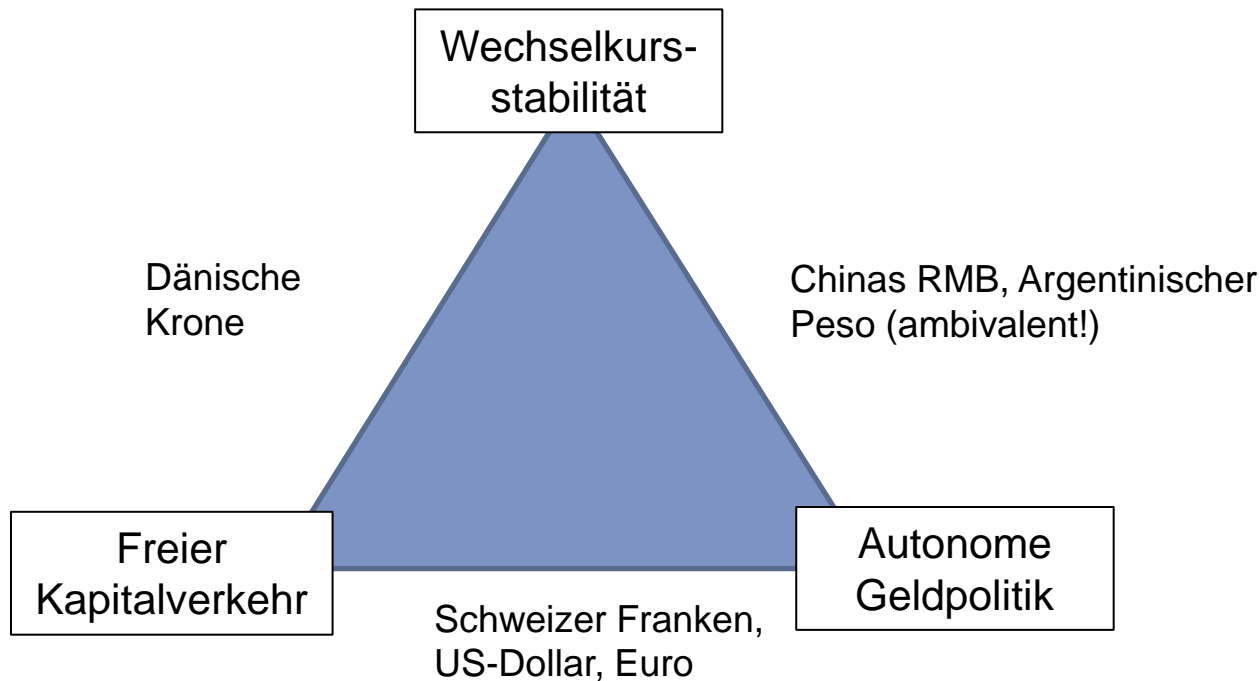 Wechselkurs-
stabilität
Dänische
Krone
Chinas RMB, Argentinischer
Peso (ambivalent!)
Freier
Kapitalverkehr
Autonome
Geldpolitik
Schweizer Franken,
US-Dollar, Euro